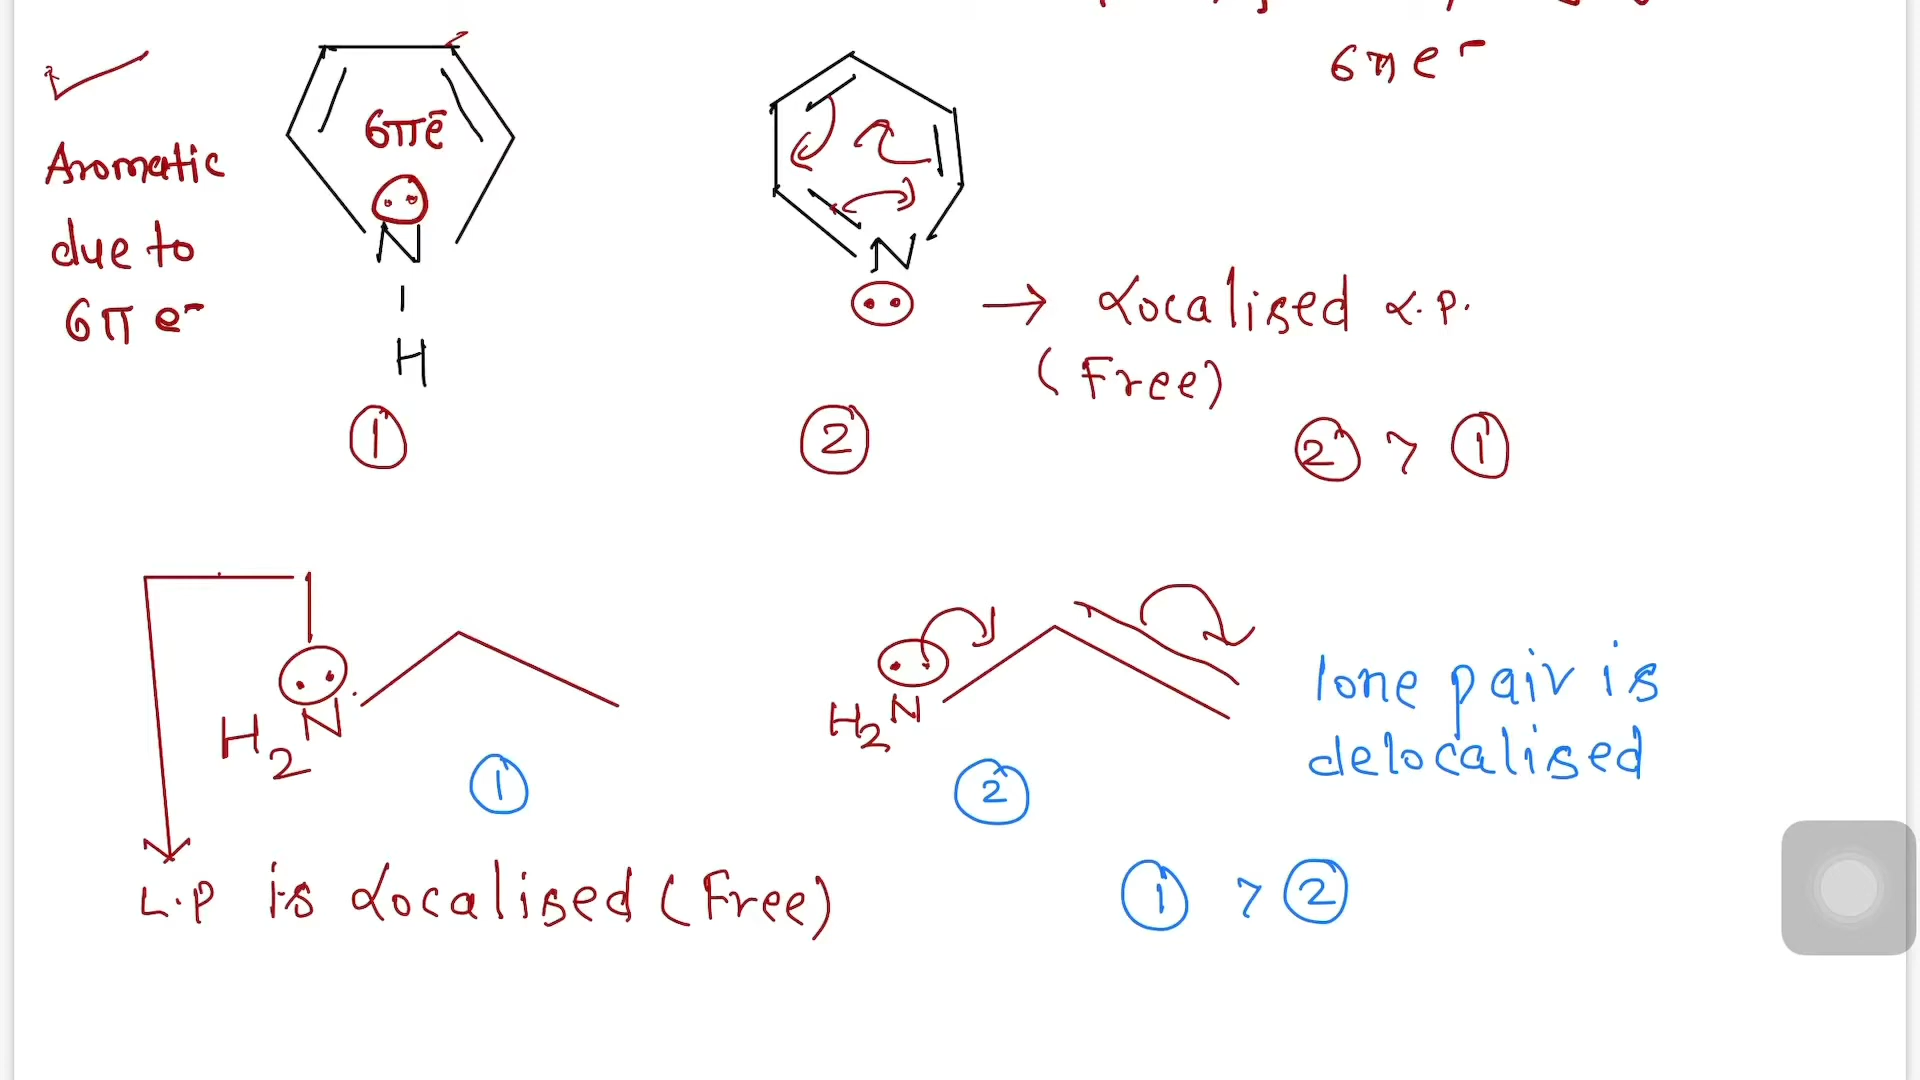 6π e⁻
Aromatic
due to
6π e⁻
6πē
N
H
①
N
→ Localised L.P.
(Free)
②
② > ①
H₂N
①
H₂N
②
lone pair is
delocalised
L.P is Localised (Free)
① > ②